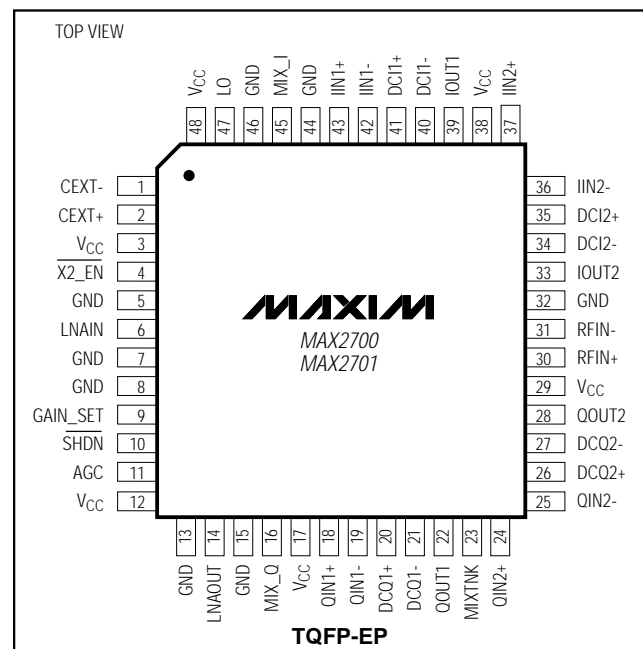 TOP VIEW
VCC
LO
GND
MIX_I
GND
IIN1+
IIN1-
DCI1+
DCI1-
IOUT1
VCC
IIN2+
48
47
46
45
44
43
42
41
40
39
38
37
CEXT- 1
CEXT+ 2
VCC 3
X2_EN 4
GND 5
LNAIN 6
GND 7
GND 8
GAIN_SET 9
SHDN 10
AGC 11
VCC 12
MAXIM
MAX2700
MAX2701
36 IIN2-
35 DCI2+
34 DCI2-
33 IOUT2
32 GND
31 RFIN-
30 RFIN+
29 VCC
28 QOUT2
27 DCQ2-
26 DCQ2+
25 QIN2-
13
14
15
16
17
18
19
20
21
22
23
24
GND
LNAOUT
GND
MIX_Q
VCC
QIN1+
QIN1-
DCQ1+
DCQ1-
QOUT1
MIXTNK
QIN2+
TQFP-EP